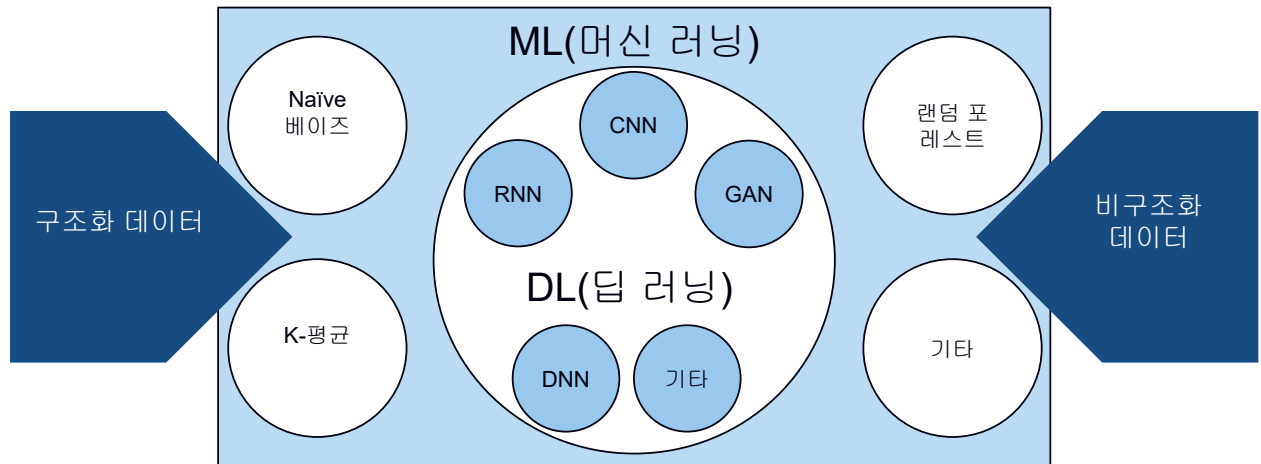 ML(머신 러닝)
Naïve
베이즈
CNN
랜덤 포
레스트
RNN
GAN
구조화 데이터
비구조화
데이터
DL(딥 러닝)
K-평균
DNN
기타
기타